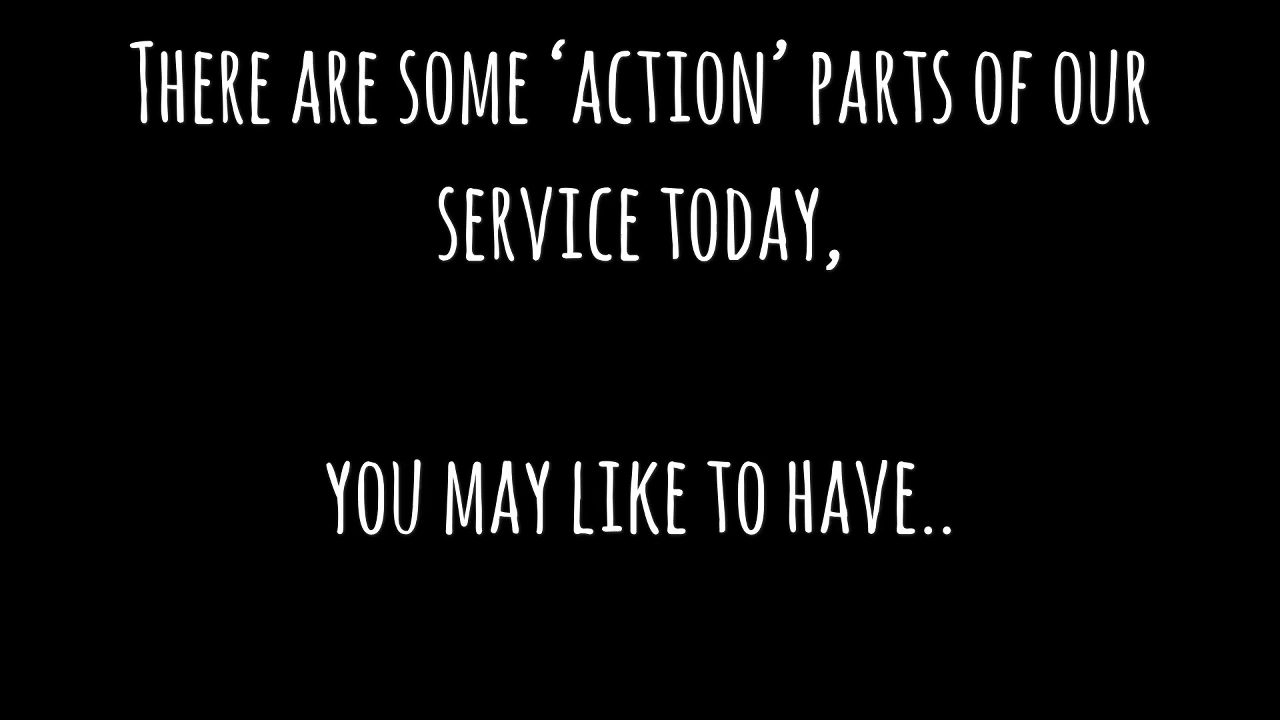 There are some ‘action’ parts of our
service today,
you may like to have..